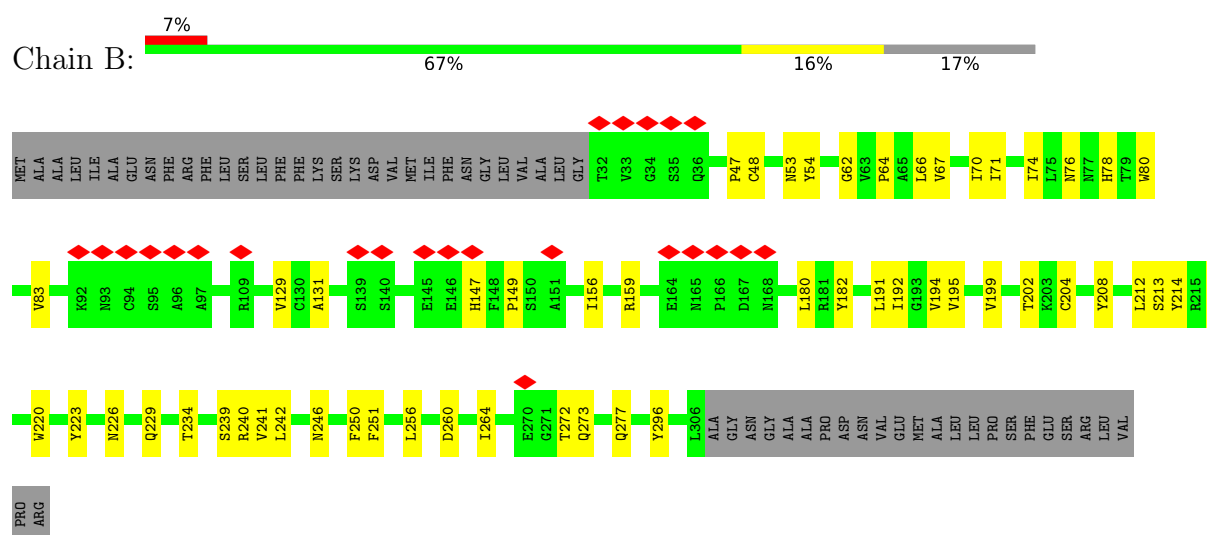 7%
Chain B:
67% 16% 17%
MET ALA ALA LEU ILE ALA GLU ASN PHE ARG PHE LEU SER LEU PHE PHE LYS SER LYS ASP VAL MET ILE PHE ASN GLY LEU VAL ALA LEU GLY T32 V33 G34 S35 Q36 P47 C48 N53 Y54 G62 V63 P64 A65 L66 V67 I70 I71 I74 L75 N76 N77 H78 T79 W80
V83 K92 N93 C94 S95 A96 A97 R109 V129 C130 A131 S139 S140 E145 E146 H147 F148 P149 S150 A151 I156 R159 E164 N165 P166 D167 N168 L180 R181 Y182 L191 I192 G193 V194 V195 V199 T202 K203 C204 Y208 L212 S213 Y214 R215
W220 Y223 N226 Q229 T234 S239 R240 V241 L242 N246 F250 F251 L256 D260 I264 E270 G271 T272 Q273 Q277 Y296 L306 ALA GLY ASN GLY ALA ALA PRO ASP ASN VAL GLU MET ALA LEU LEU PRO SER PHE GLU SER ARG LEU VAL
PRO ARG